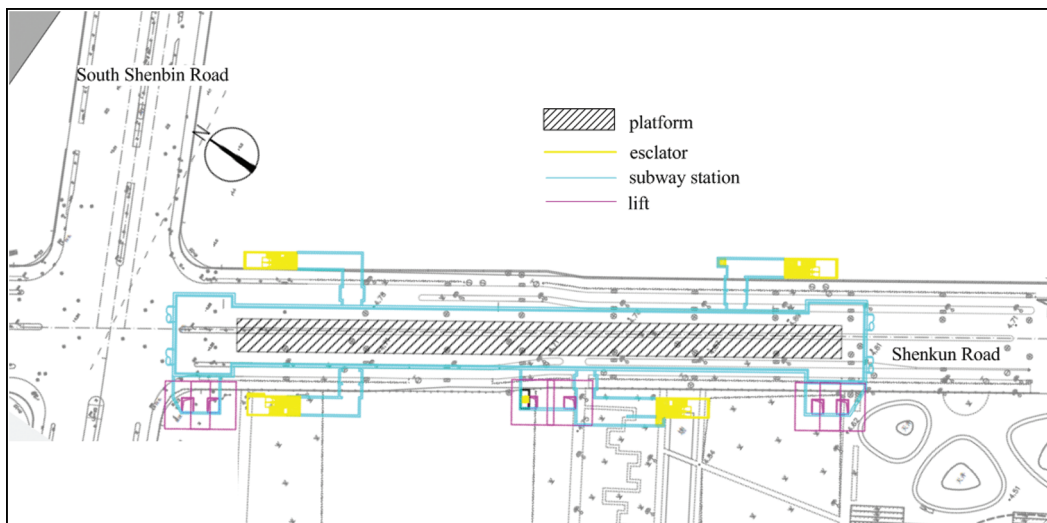 South Shenbin Road
N
platform
esclator
subway station
lift
Shenkun Road